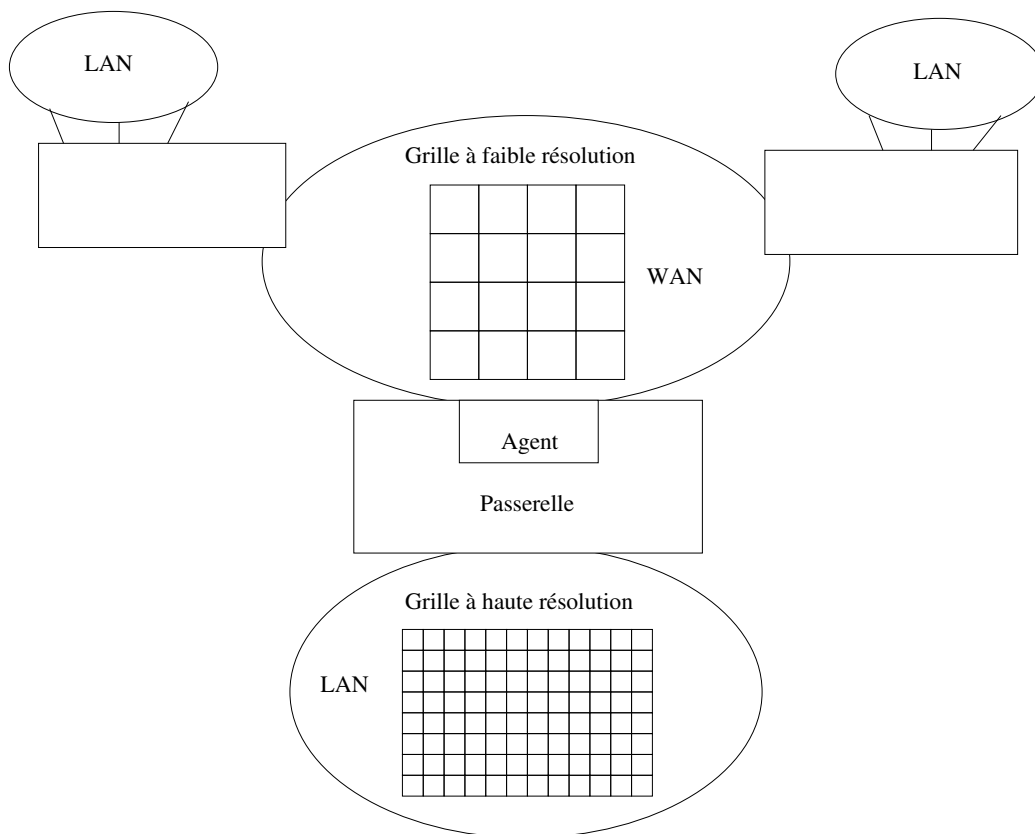 LAN
LAN
Grille à faible résolution
WAN
Agent
Passerelle
Grille à haute résolution
LAN